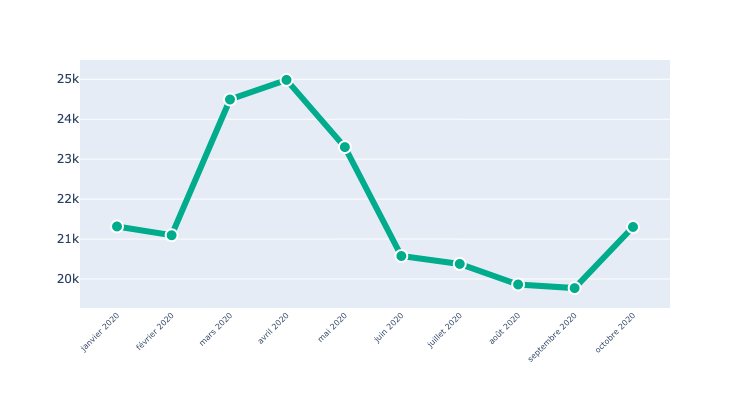 25k
24k
23k
22k
21k
20k
janvier 2020
février 2020
mars 2020
avril 2020
mai 2020
juin 2020
juillet 2020
août 2020
septembre 2020
octobre 2020